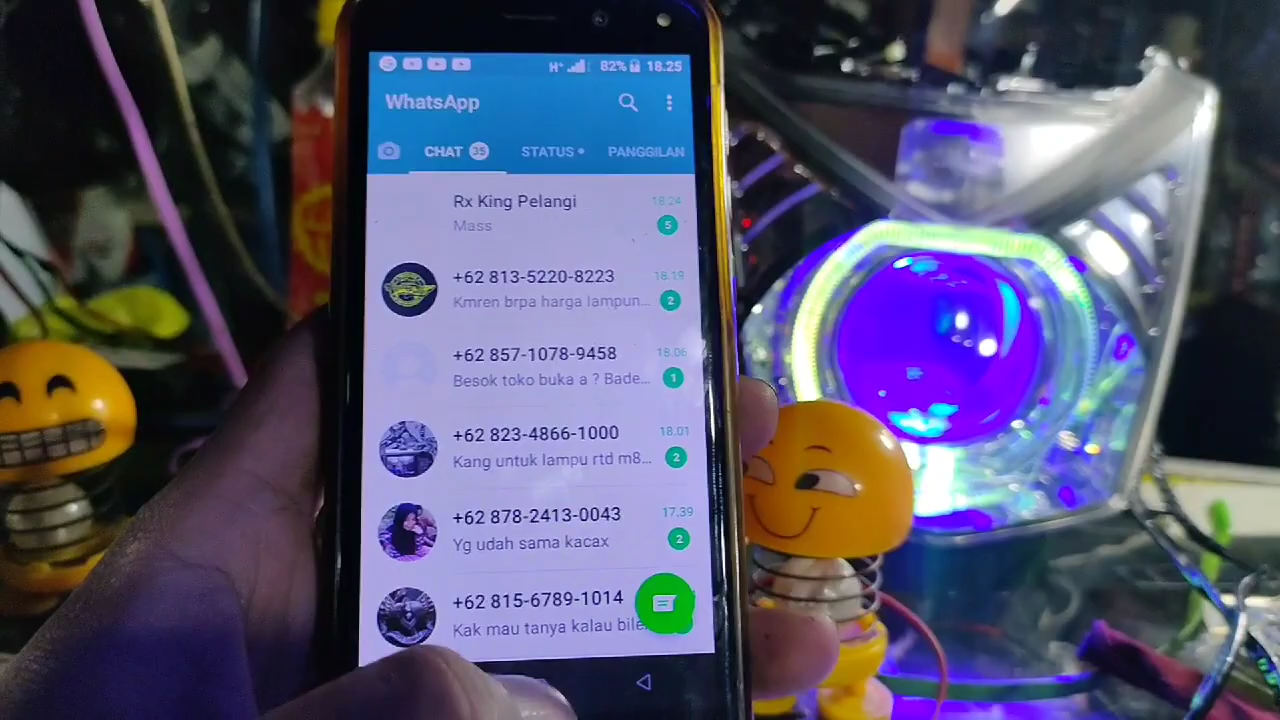 H+ 82% 18.25
WhatsApp
CHAT 35 STATUS • PANGGILAN
Rx King Pelangi 18.24
Mass 5
+62 813-5220-8223 18.19
Kmren brpa harga lampun... 2
+62 857-1078-9458 18.06
Besok toko buka a ? Bade... 1
+62 823-4866-1000 18.01
Kang untuk lampu rtd m8... 2
+62 878-2413-0043 17.39
Yg udah sama kacax 2
+62 815-6789-1014
Kak mau tanya kalau bile